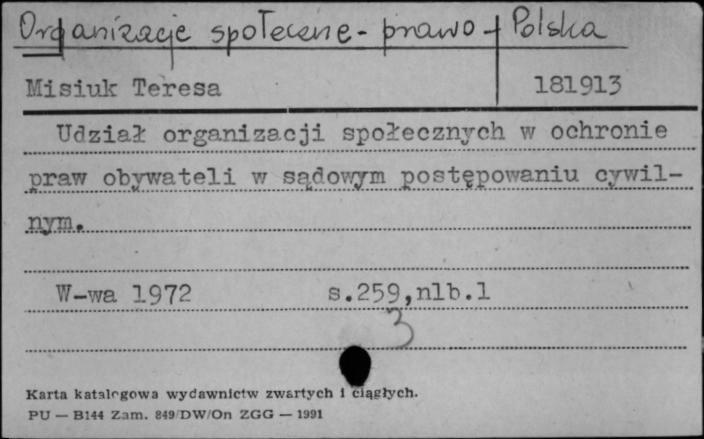 Organizacje społeczne - prawo - Polska
Misiuk Teresa 181913
Udział organizacji społecznych w ochronie
praw obywateli w sądowym postępowaniu cywil-
nym.
W-wa 1972 s.259,nlb.1
3
Karta katalogowa wydawnictw zwartych i ciągłych.
PU — B144 Zam. 849/DW/On ZGG — 1991